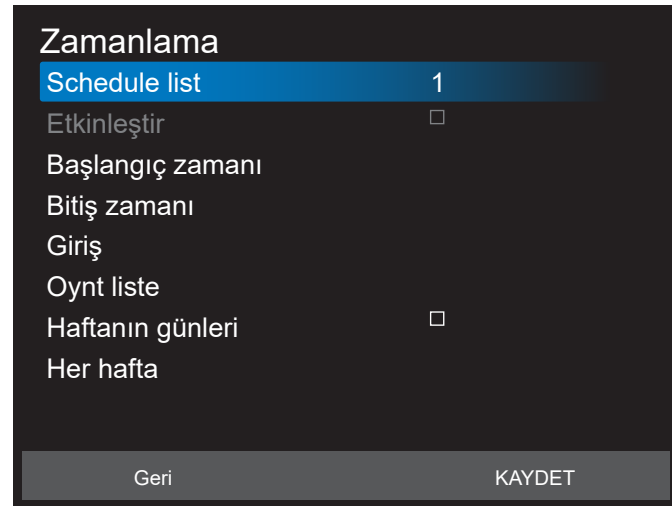 Zamanlama
Schedule list 1
Etkinleştir
Başlangıç zamanı
Bitiş zamanı
Giriş
Oynt liste
Haftanın günleri
Her hafta
Geri KAYDET